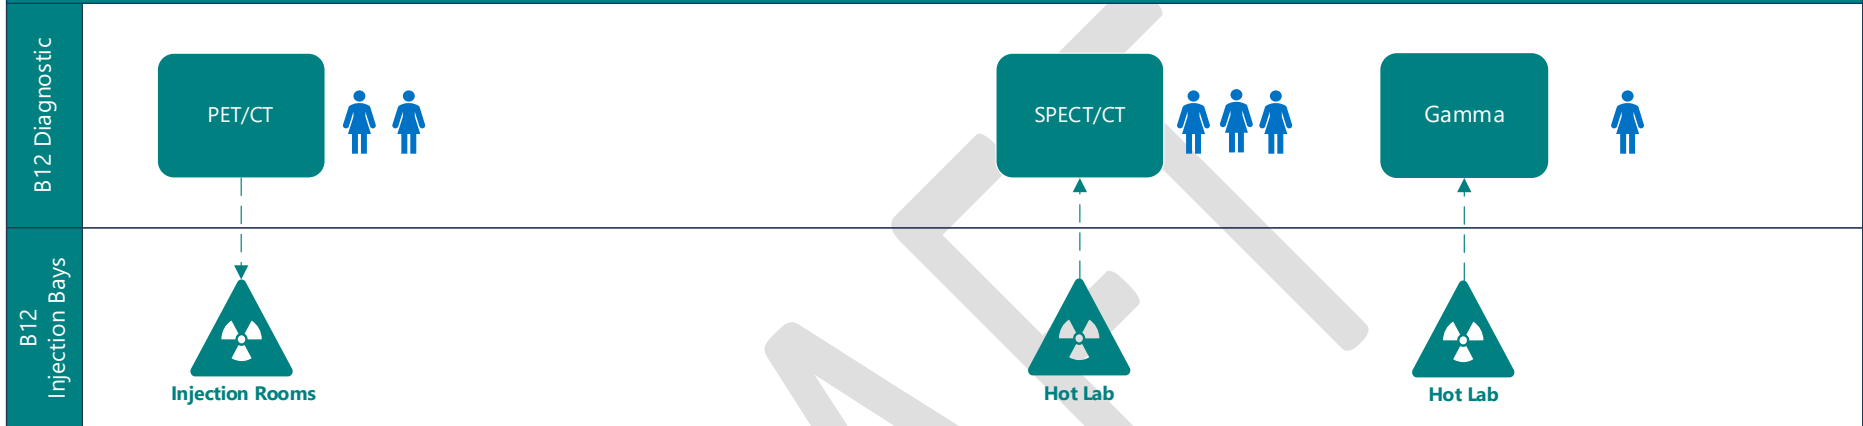 B12 Diagnostic
PET/CT
SPECT/CT
Gamma
B12
Injection Bays
Injection Rooms
Hot Lab
Hot Lab